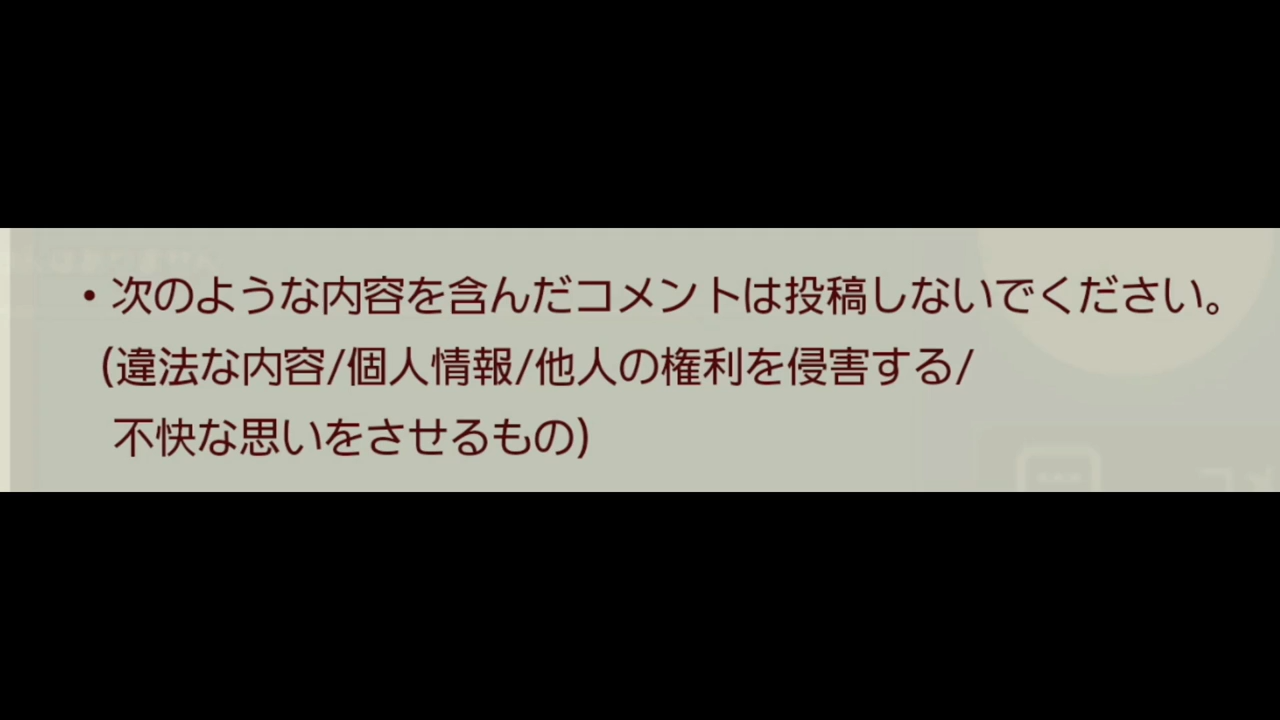 ・次のような内容を含んだコメントは投稿しないでください。
(違法な内容/個人情報/他人の権利を侵害する/
不快な思いをさせるもの)